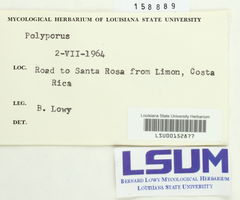 158889
MYCOLOGICAL HERBARIUM OF LOUISIANA STATE UNIVERSITY
Polyporus
2-VII-1964
LOC. Road to Santa Rosa from Limon, Costa
Rica
LEG. B. Lowy
DET.
Louisiana State University Herbarium
LSU00152877
LSUM
BERNARD LOWY MYCOLOGICAL HERBARIUM
LOUISIANA STATE UNIVERSITY